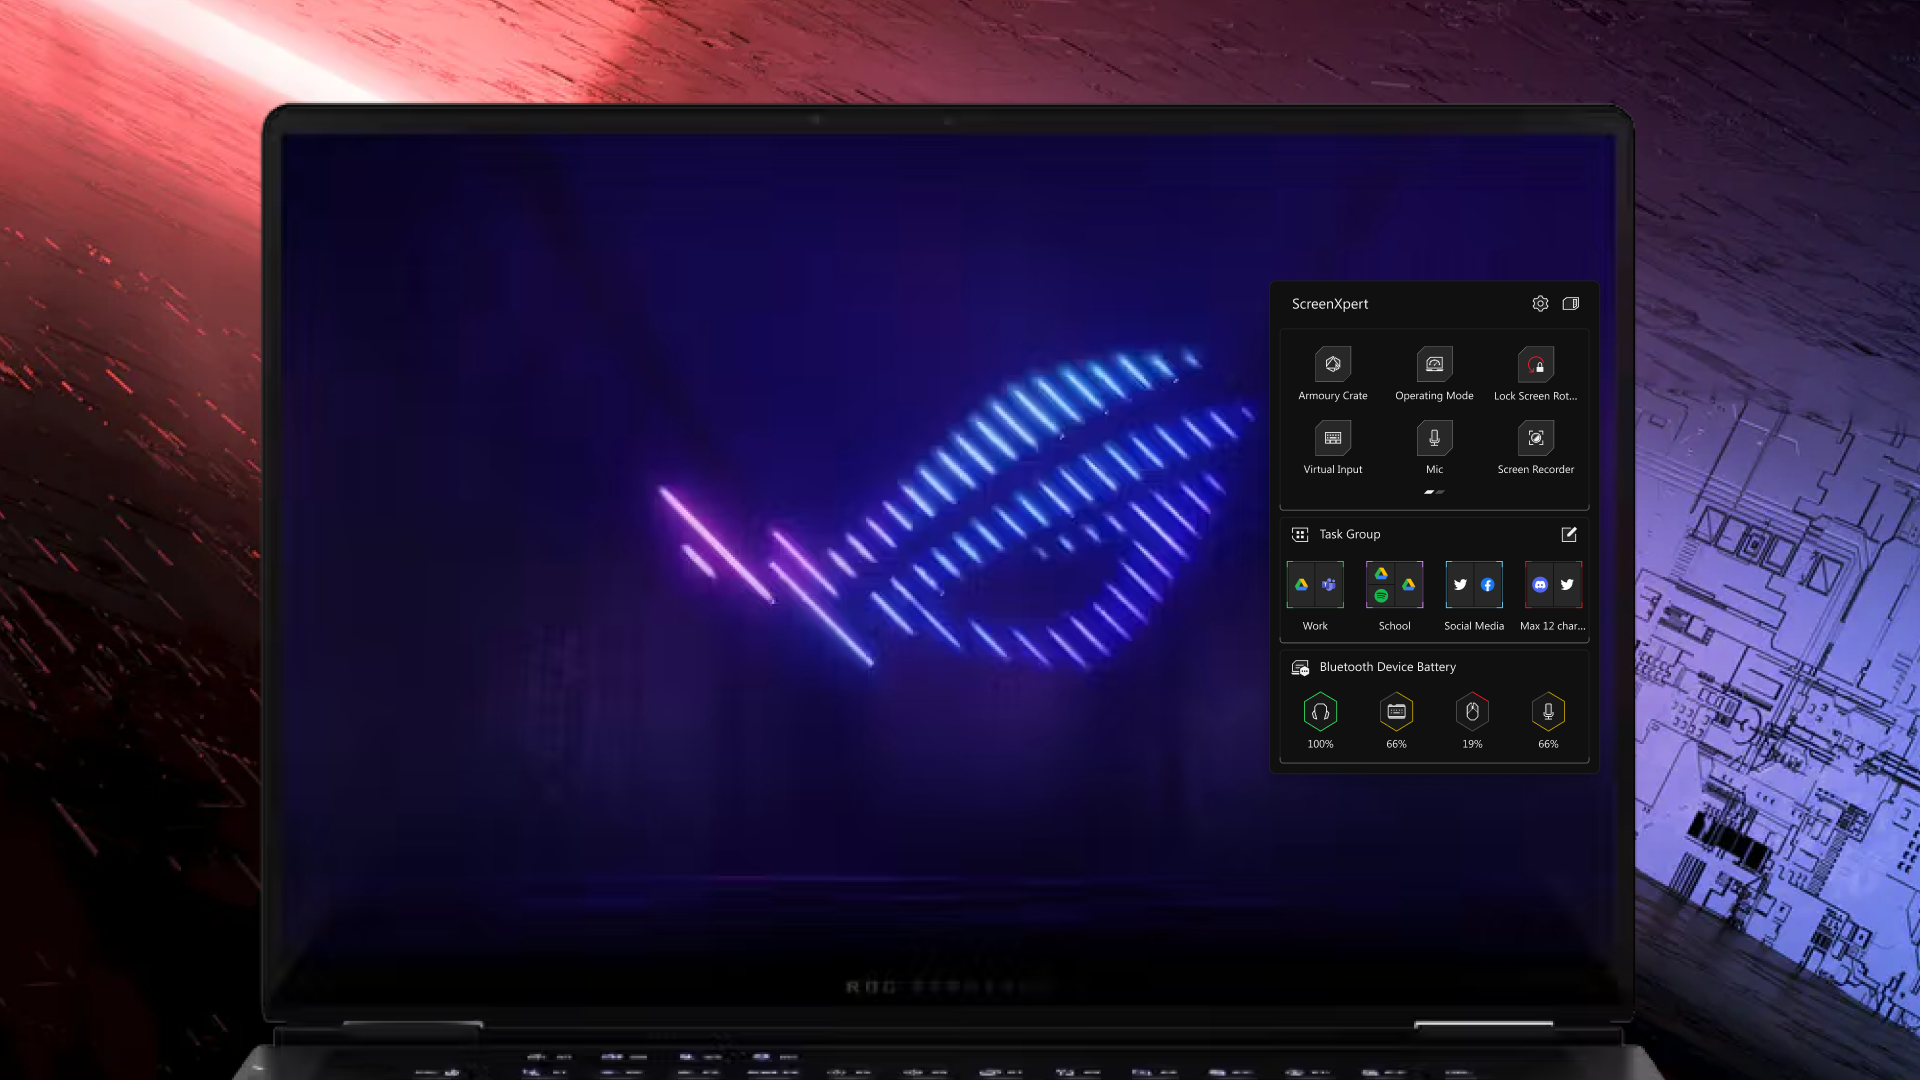 ScreenXpert
Armoury Crate
Operating Mode
Lock Screen Rot...
Virtual Input
Mic
Screen Recorder
Task Group
Work
School
Social Media
Max 12 char...
Bluetooth Device Battery
100%
66%
19%
66%
ROG